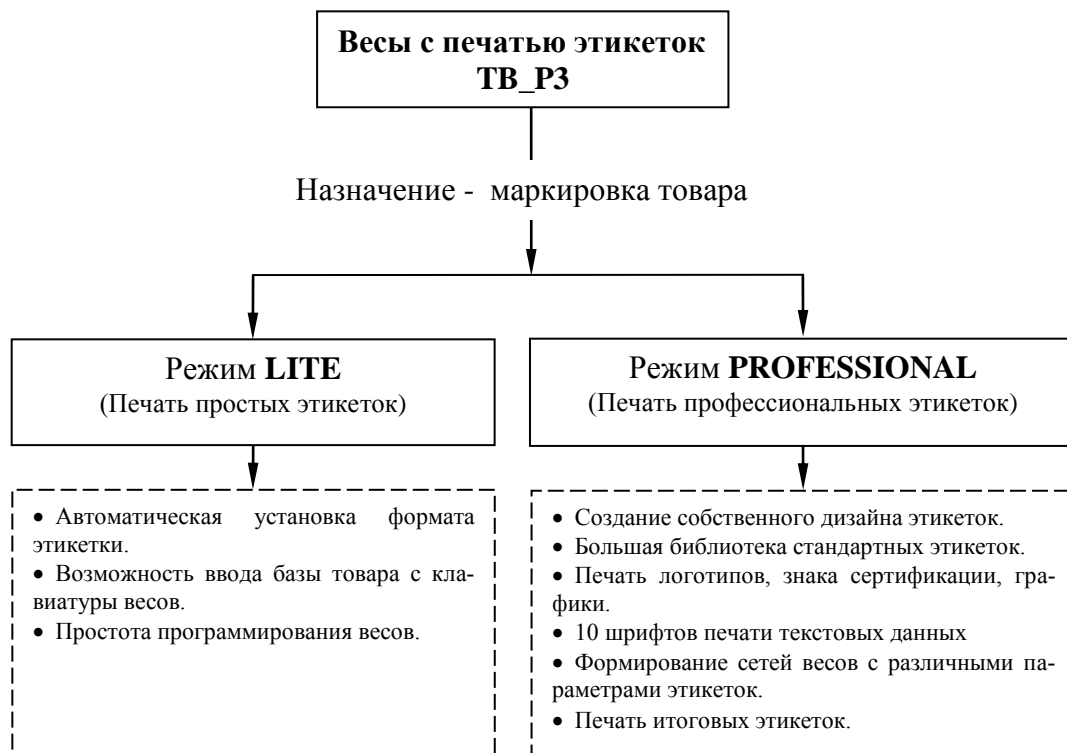 Весы с печатью этикеток
ТВ_Р3
Назначение - маркировка товара
Режим LITE
(Печать простых этикеток)
• Автоматическая установка формата
этикетки.
• Возможность ввода базы товара с кла-
виатуры весов.
• Простота программирования весов.
Режим PROFESSIONAL
(Печать профессиональных этикеток)
• Создание собственного дизайна этикеток.
• Большая библиотека стандартных этикеток.
• Печать логотипов, знака сертификации, гра-
фики.
• 10 шрифтов печати текстовых данных
• Формирование сетей весов с различными па-
раметрами этикеток.
• Печать итоговых этикеток.